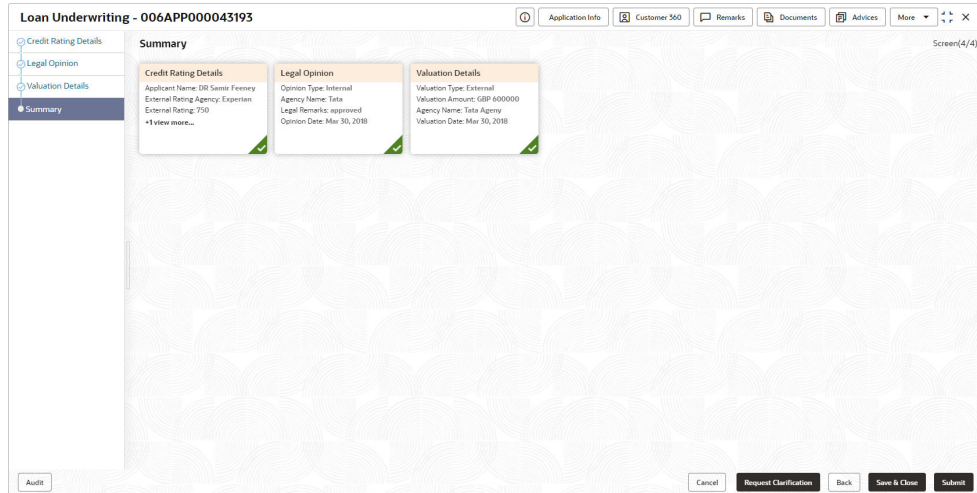 Loan Underwriting - 006APP000043193
Application Info
Customer 360
Remarks
Documents
Advices
More
Credit Rating Details
Legal Opinion
Valuation Details
Summary
Summary
Screen(4/4)
Credit Rating Details
Applicant Name: DR Samir Feeney
External Rating Agency: Experian
External Rating: 750
+1 view more...
Legal Opinion
Opinion Type: Internal
Agency Name: Tata
Legal Remarks: approved
Opinion Date: Mar 30, 2018
Valuation Details
Valuation Type: External
Valuation Amount: GBP 600000
Agency Name: Tata Ageny
Valuation Date: Mar 30, 2018
Audit
Cancel
Request Clarification
Back
Save & Close
Submit